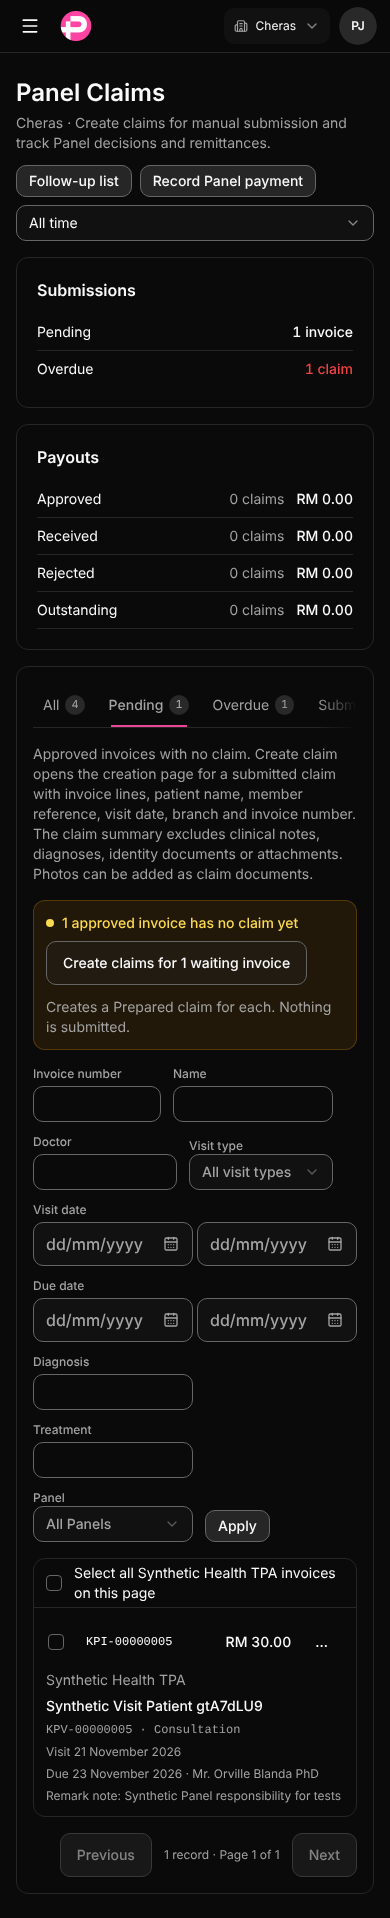 Cheras
PJ
Panel Claims
Cheras · Create claims for manual submission and
track Panel decisions and remittances.
Follow-up list
Record Panel payment
All time
Submissions
Pending 1 invoice
Overdue 1 claim
Payouts
Approved 0 claims RM 0.00
Received 0 claims RM 0.00
Rejected 0 claims RM 0.00
Outstanding 0 claims RM 0.00
All 4 Pending 1 Overdue 1 Subm
Approved invoices with no claim. Create claim
opens the creation page for a submitted claim
with invoice lines, patient name, member
reference, visit date, branch and invoice number.
The claim summary excludes clinical notes,
diagnoses, identity documents or attachments.
Photos can be added as claim documents.
1 approved invoice has no claim yet
Create claims for 1 waiting invoice
Creates a Prepared claim for each. Nothing
is submitted.
Invoice number Name
Doctor Visit type
All visit types
Visit date
dd/mm/yyyy dd/mm/yyyy
Due date
dd/mm/yyyy dd/mm/yyyy
Diagnosis
Treatment
Panel
All Panels Apply
Select all Synthetic Health TPA invoices
on this page
KPI-00000005 RM 30.00 ...
Synthetic Health TPA
Synthetic Visit Patient gtA7dLU9
KPV-00000005 · Consultation
Visit 21 November 2026
Due 23 November 2026 · Mr. Orville Blanda PhD
Remark note: Synthetic Panel responsibility for tests
Previous 1 record · Page 1 of 1 Next